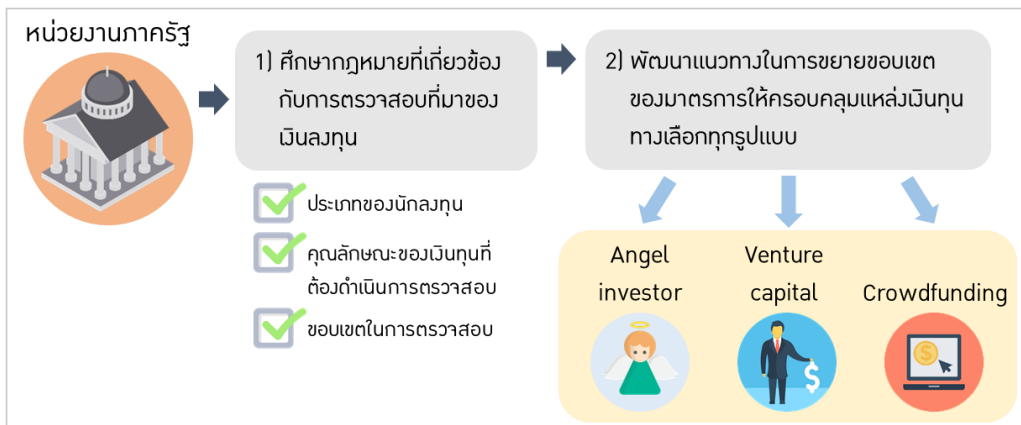 หน่วยงานภาครัฐ
1) ศึกษากฎหมายที่เกี่ยวข้อง
กับการตรวจสอบที่มาของ
เงินลงทุน
ประเภทของนักลงทุน
คุณลักษณะของเงินทุนที่
ต้องดำเนินการตรวจสอบ
ขอบเขตในการตรวจสอบ
2) พัฒนาแนวทางในการขยายขอบเขต
ของมาตรการให้ครอบคลุมแหล่งเงินทุน
ทางเลือกทุกรูปแบบ
Angel
investor
Venture
capital
Crowdfunding